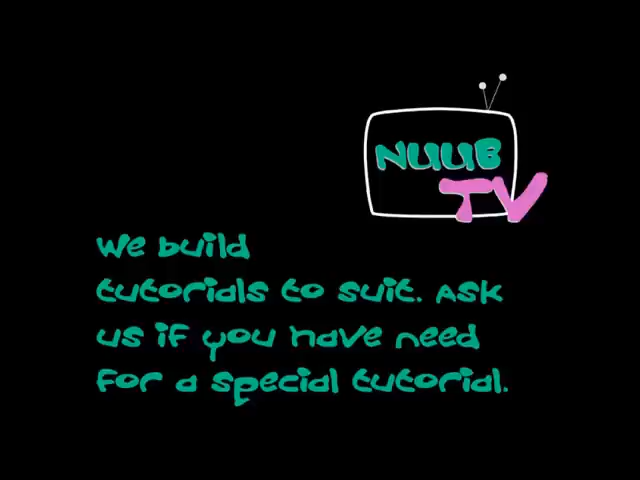 NUUB
TV
We build
tutorials to suit. Ask
us if you have need
for a special tutorial.